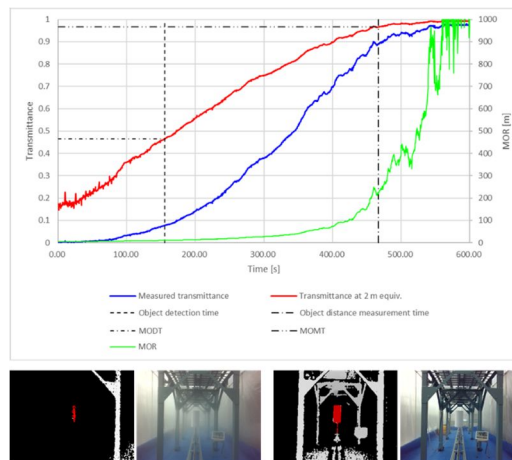 1
0.9
0.8
0.7
0.6
0.5
0.4
0.3
0.2
0.1
0
Transmittance
1000
900
800
700
600
500
400
300
200
100
0
MOR [m]
0.00 100.00 200.00 300.00 400.00 500.00 600.00
Time [s]
Measured transmittance Transmittance at 2 m equiv.
Object detection time Object distance measurement time
MODT MOMT
MOR